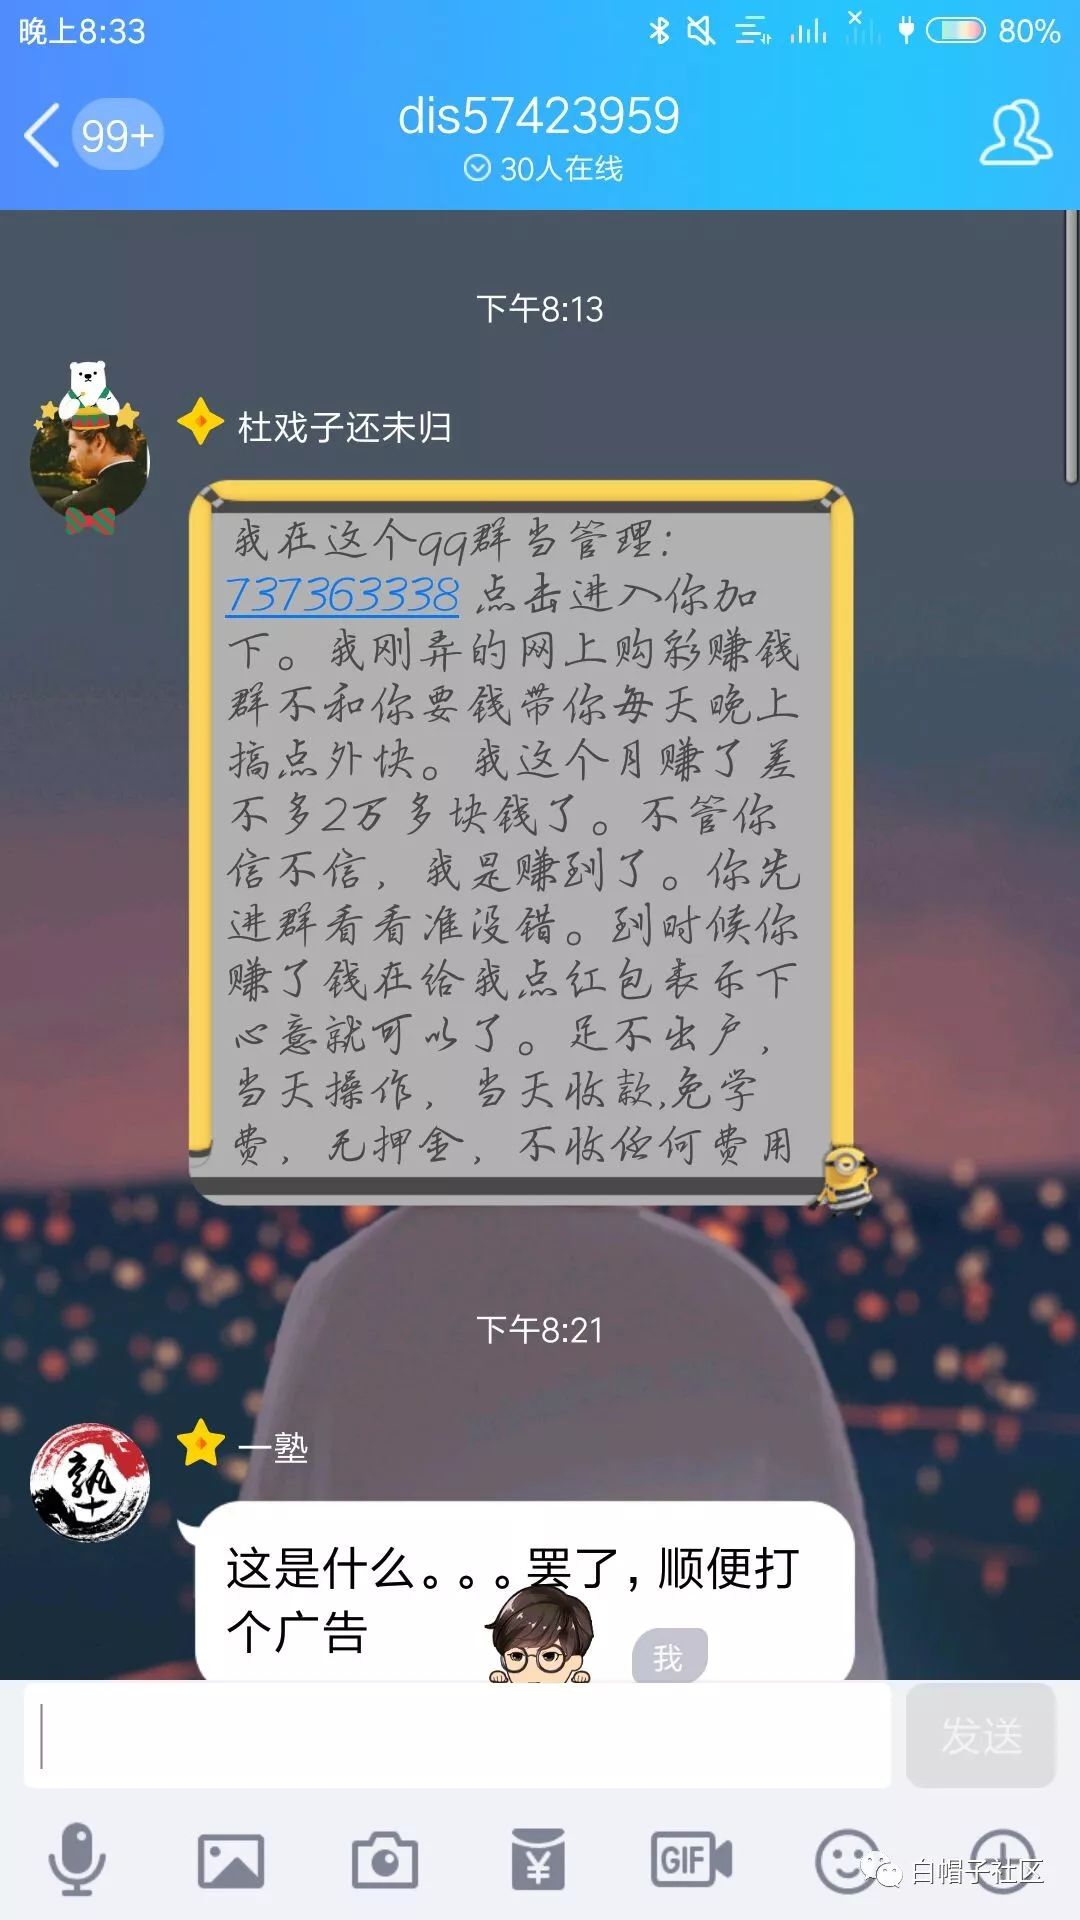 晚上8:33
80%
99+
dis57423959
30人在线
下午8:13
杜戏子还未归
我在这个qq群当管理：
737363338 点击进入你加
下。我刚弄的网上购彩赚钱
群不和你要钱带你每天晚上
搞点外快。我这个月赚了差
不多2万多块钱了。不管你
信不信，我是赚到了。你先
进群看看准没错。到时候你
赚了钱在给我点红包表示下
心意就可以了。足不出户，
当天操作，当天收款,免学
费，无押金，不收任何费用
下午8:21
一塾
塾
这是什么。。。罢了，顺便打
个广告
我
发送
GIF
白帽子社区